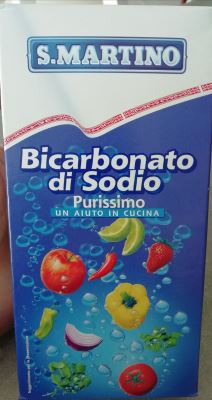 S.MARTINO
Bicarbonato
di Sodio
Purissimo
UN AIUTO IN CUCINA